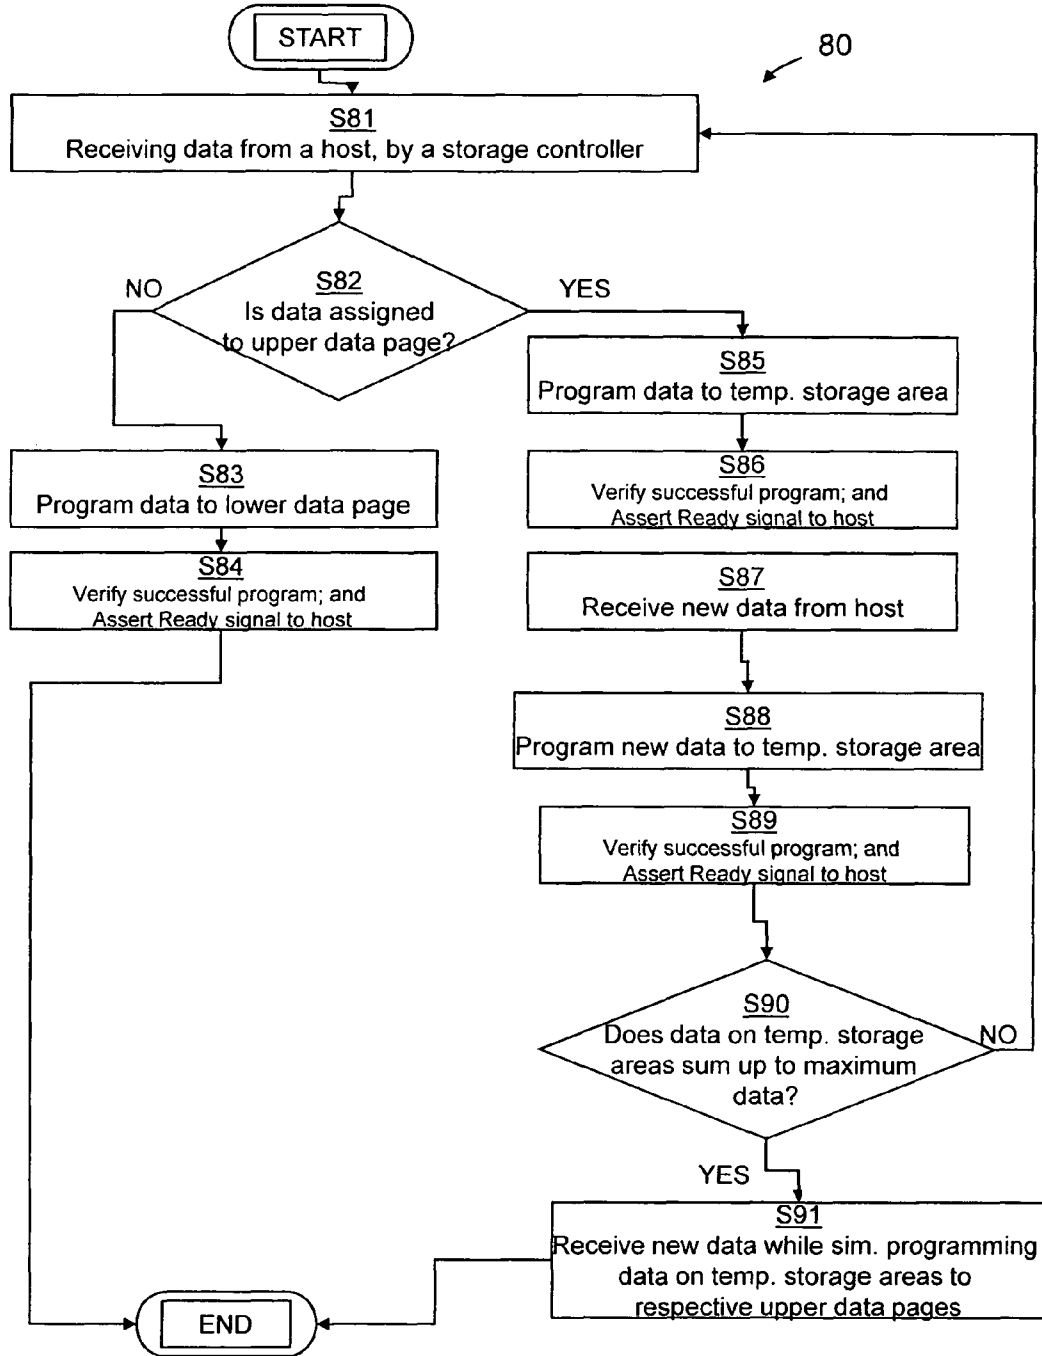 START
80
S81
Receiving data from a host, by a storage controller
NO
S82
YES
Is data assigned
to upper data page?
S85
Program data to temp. storage area
S83
Program data to lower data page
S86
Verify successful program; and
Assert Ready signal to host
S84
Verify successful program; and
Assert Ready signal to host
S87
Receive new data from host
S88
Program new data to temp. storage area
S89
Verify successful program; and
Assert Ready signal to host
S90
Does data on temp. storage
areas sum up to maximum
data?
NO
YES
S91
Receive new data while sim. programming
data on temp. storage areas to
respective upper data pages
END